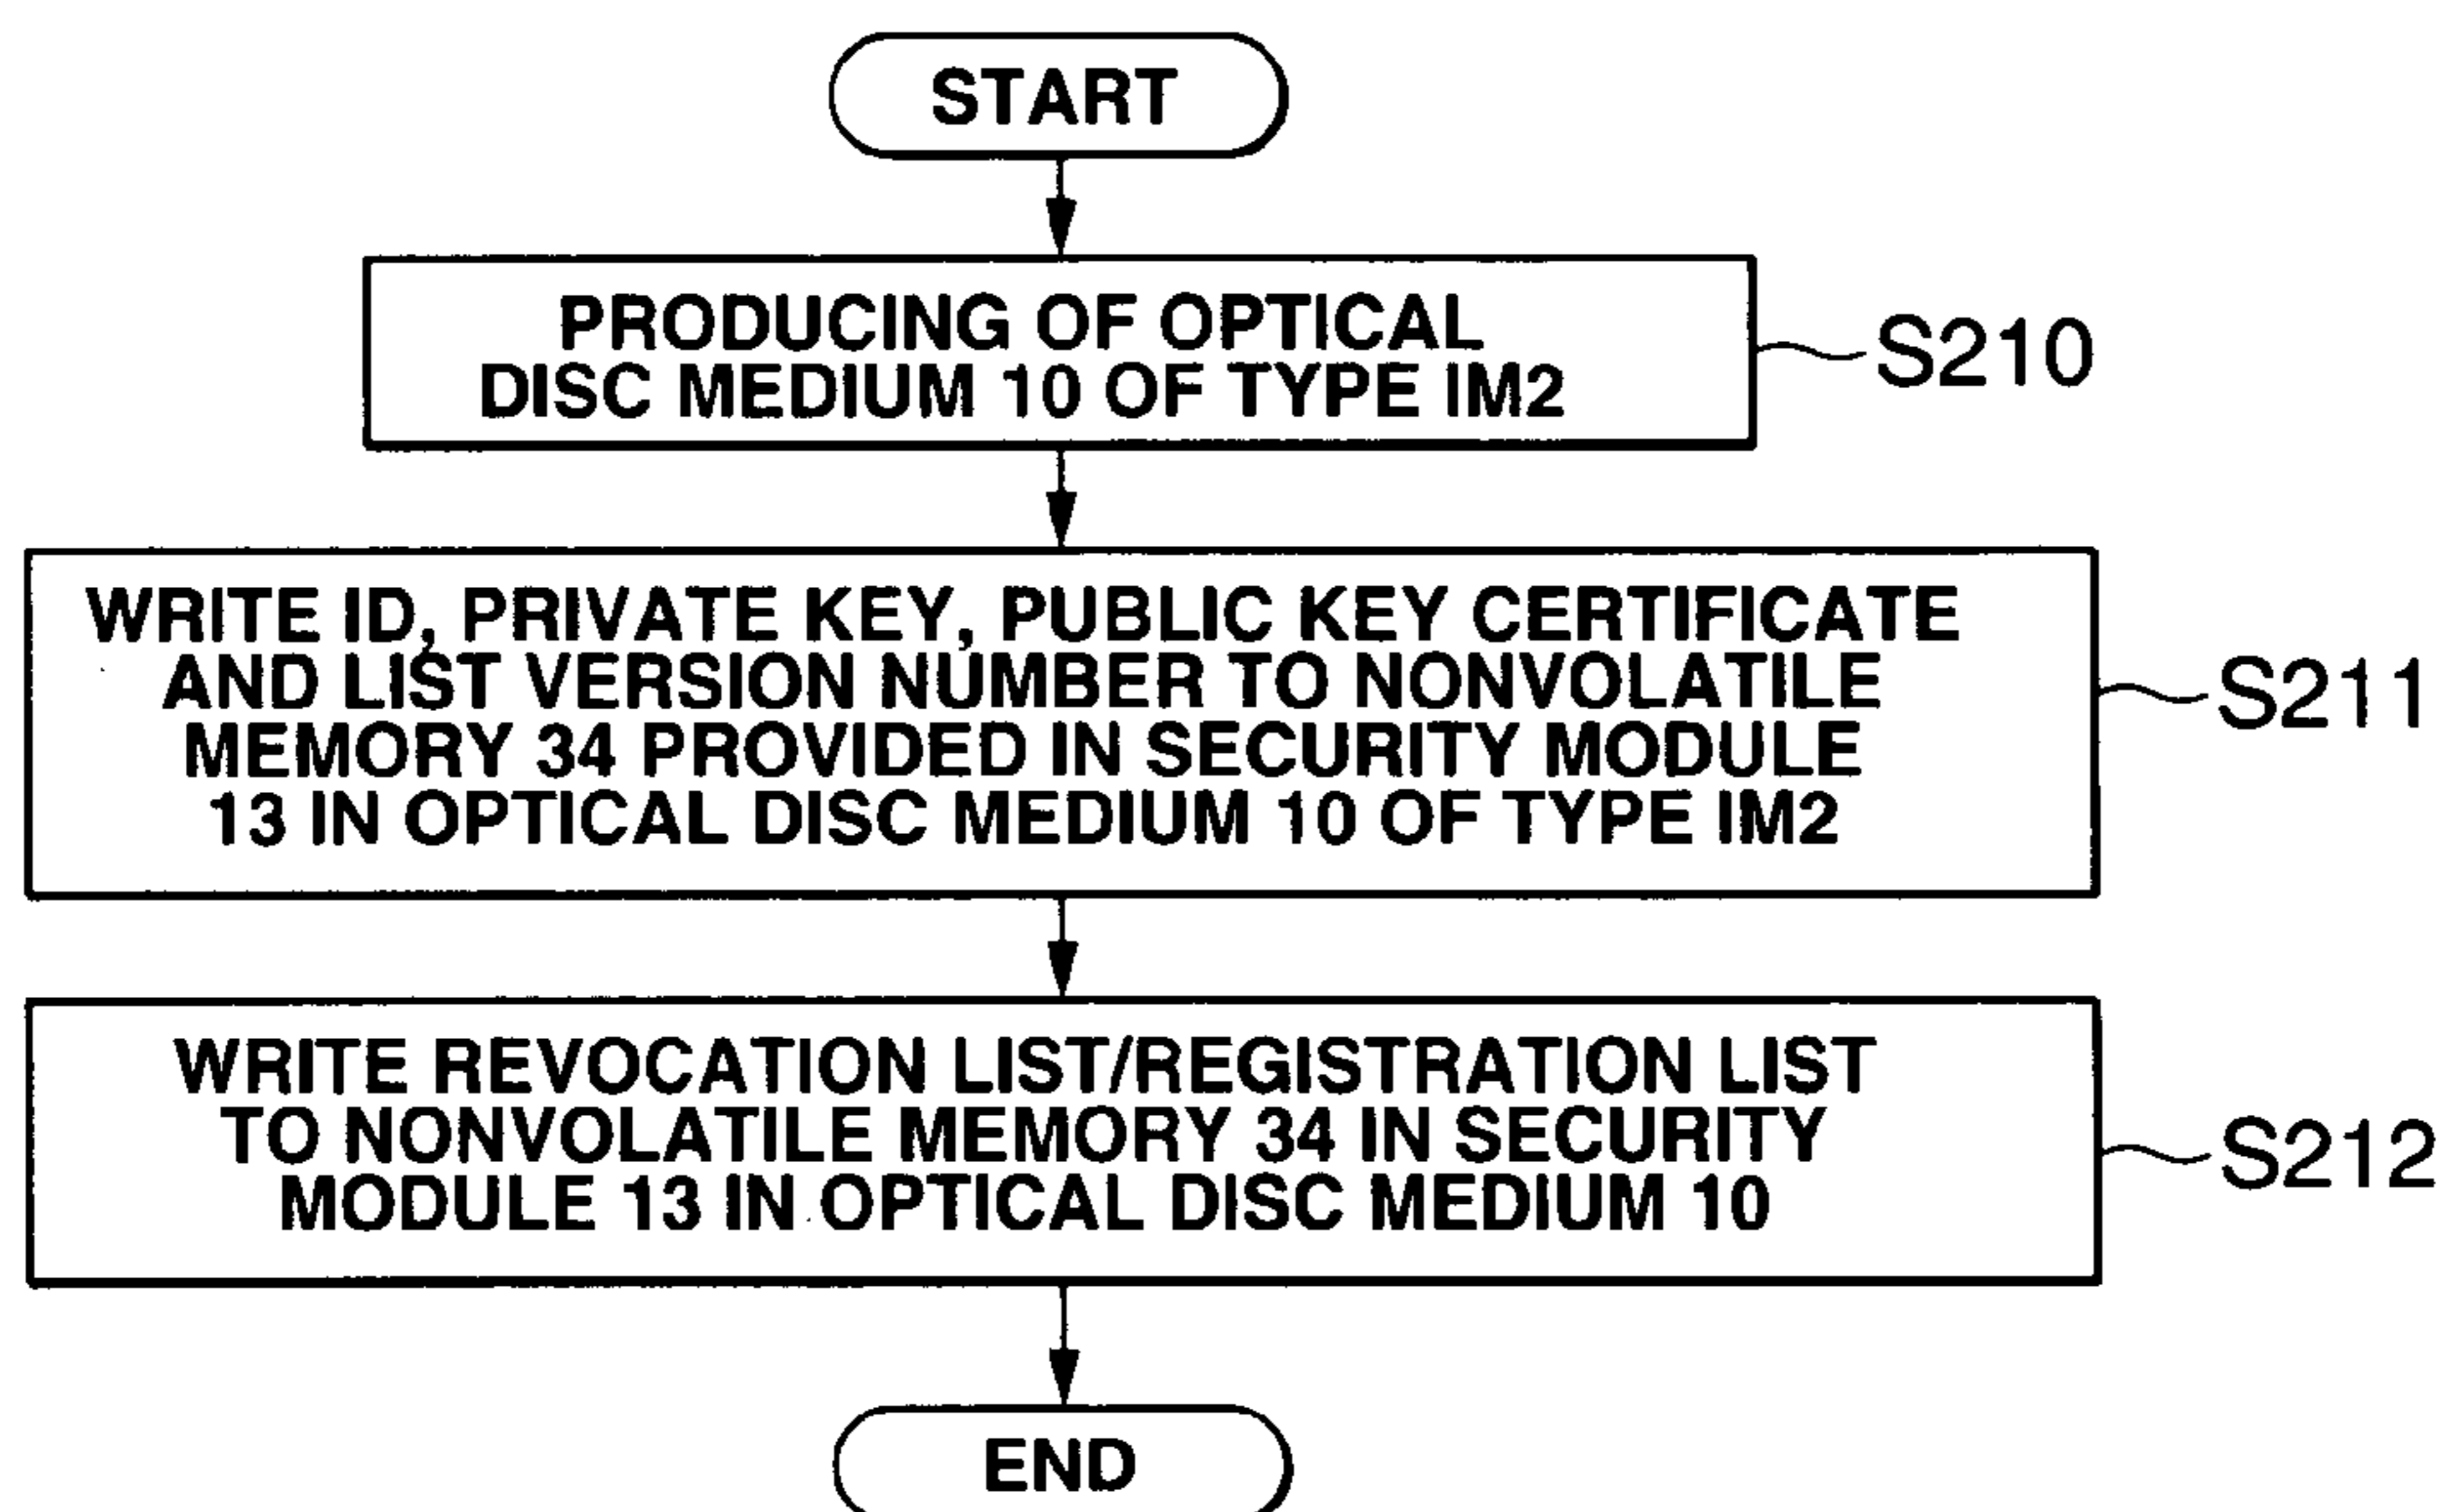 START
PRODUCING OF OPTICAL
DISC MEDIUM 10 OF TYPE IM2
S210
WRITE ID, PRIVATE KEY, PUBLIC KEY CERTIFICATE
AND LIST VERSION NUMBER TO NONVOLATILE
MEMORY 34 PROVIDED IN SECURITY MODULE
13 IN OPTICAL DISC MEDIUM 10 OF TYPE IM2
S211
WRITE REVOCATION LIST/REGISTRATION LIST
TO NONVOLATILE MEMORY 34 IN SECURITY
MODULE 13 IN OPTICAL DISC MEDIUM 10
S212
END